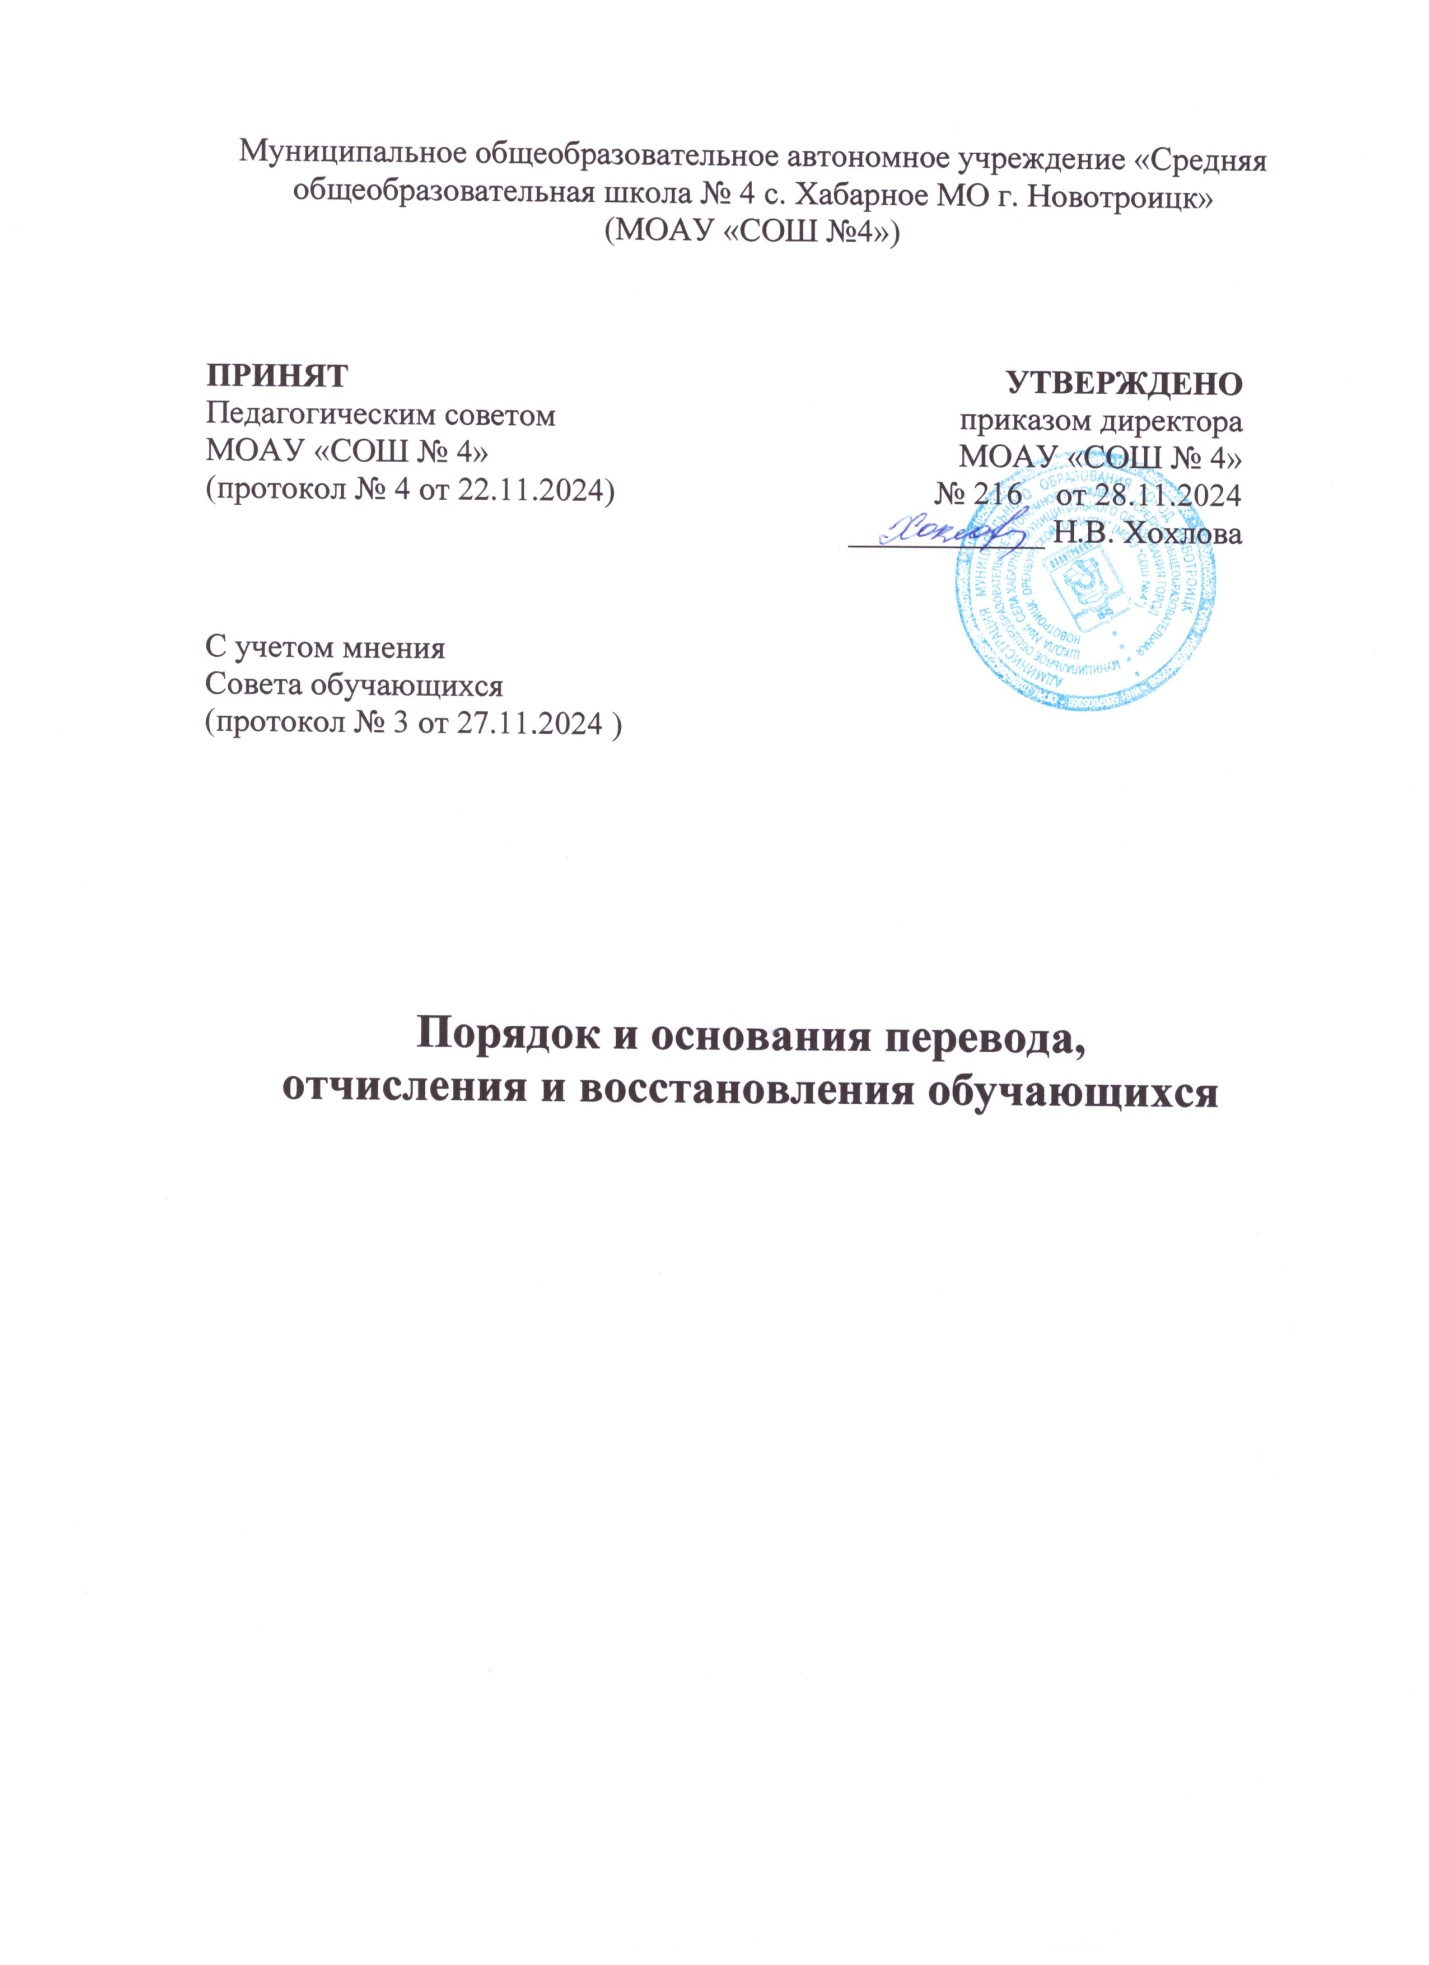 Муниципальное общеобразовательное автономное учреждение «Средняя
общеобразовательная школа № 4 с. Хабарное МО г. Новотроицк»
(МОАУ «СОШ №4»)
ПРИНЯТ
Педагогическим советом
МОАУ «СОШ № 4»
(протокол № 4 от 22.11.2024)
УТВЕРЖДЕНО
приказом директора
МОАУ «СОШ № 4»
№ 216 от 28.11.2024
Н.В. Хохлова
С учетом мнения
Совета обучающихся
(протокол № 3 от 27.11.2024 )
Порядок и основания перевода,
отчисления и восстановления обучающихся